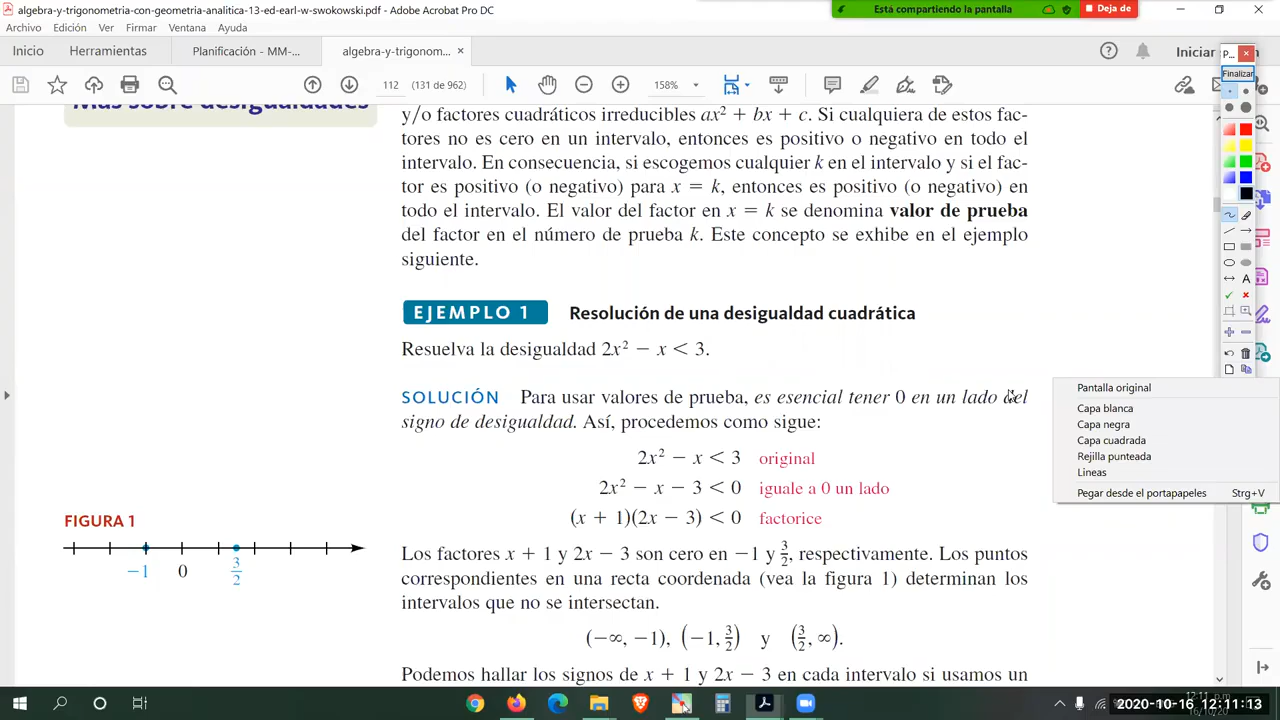 algebra-y-trigonometria-con-geometria-analitica-13-ed-earl-w-swokowski.pdf - Adobe Acrobat Pro DC
Está compartiendo la pantalla
Deja de
Archivo Edición Ver Firmar Ventana Ayuda
Inicio Herramientas Planificación - MM-... algebra-y-trigonom... × Iniciar
112 (131 de 962) 158%
P...
Finalizar
Más sobre desigualdades
y/o factores cuadráticos irreducibles ax² + bx + c. Si cualquiera de estos fac-
tores no es cero en un intervalo, entonces es positivo o negativo en todo el
intervalo. En consecuencia, si escogemos cualquier k en el intervalo y si el fac-
tor es positivo (o negativo) para x = k, entonces es positivo (o negativo) en
todo el intervalo. El valor del factor en x = k se denomina valor de prueba
del factor en el número de prueba k. Este concepto se exhibe en el ejemplo
siguiente.
EJEMPLO 1 Resolución de una desigualdad cuadrática
Resuelva la desigualdad 2x² − x < 3.
SOLUCIÓN Para usar valores de prueba, es esencial tener 0 en un lado del
signo de desigualdad. Así, procedemos como sigue:
2x² − x < 3 original
2x² − x − 3 < 0 iguale a 0 un lado
(x + 1)(2x − 3) < 0 factorice
FIGURA 1
−1 0 3/2
Los factores x + 1 y 2x − 3 son cero en −1 y 3/2, respectivamente. Los puntos
correspondientes en una recta coordenada (vea la figura 1) determinan los
intervalos que no se intersectan.
(−∞, −1), (−1, 3/2) y (3/2, ∞).
Podemos hallar los signos de x + 1 y 2x − 3 en cada intervalo si usamos un
A
Pantalla original
Capa blanca
Capa negra
Capa cuadrada
Rejilla punteada
Lineas
Pegar desde el portapapeles Strg+V
2020-10-16 12:11:13